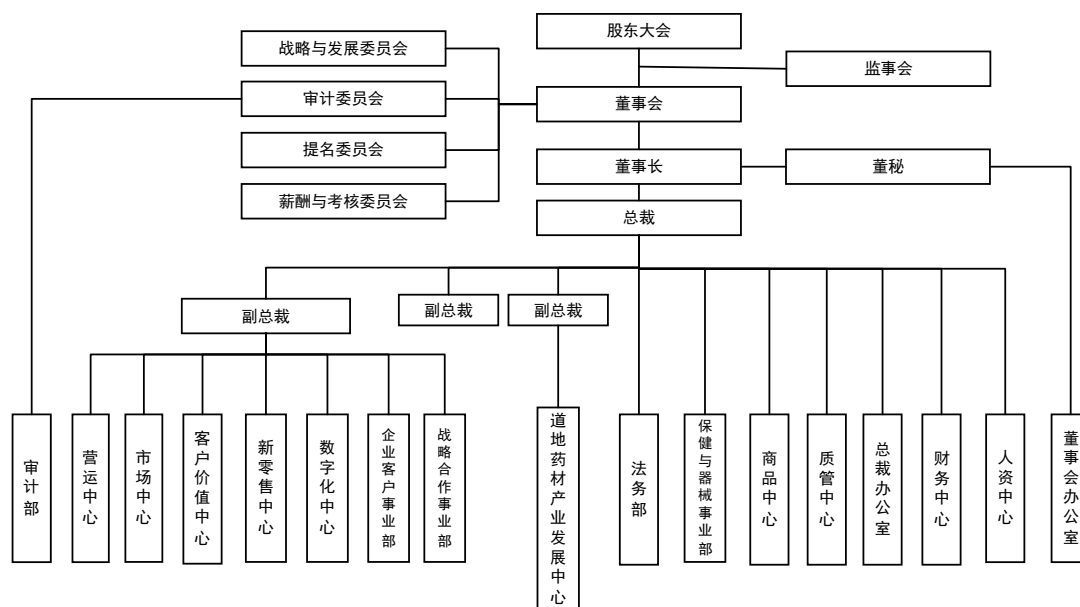 股东大会
战略与发展委员会
监事会
审计委员会
董事会
提名委员会
董事长
董秘
薪酬与考核委员会
总裁
副总裁
副总裁
副总裁
审计部
营运中心
市场中心
客户价值中心
新零售中心
数字化中心
企业客户事业部
战略合作事业部
道地药材产业发展中心
法务部
保健与器械事业部
商品中心
质管中心
总裁办公室
财务中心
人资中心
董事会办公室